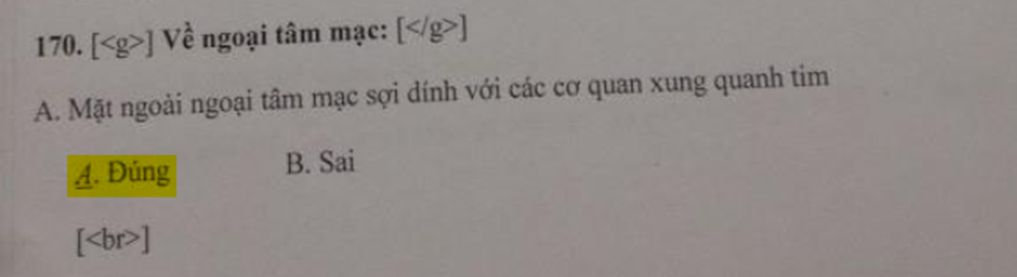 170. [<g>] Về ngoại tâm mạc: [</g>]
A. Mặt ngoài ngoại tâm mạc sợi dính với các cơ quan xung quanh tim
A. Đúng B. Sai
[<br>]